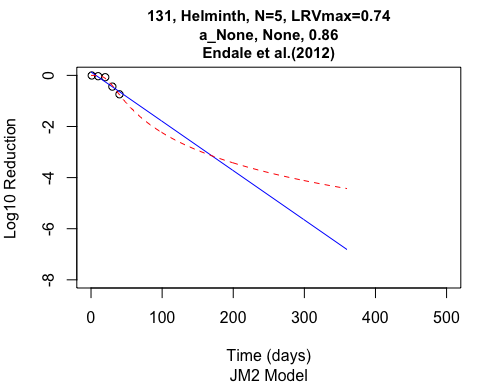 131, Helminth, N=5, LRVmax=0.74
a_None, None, 0.86
Endale et al.(2012)
Log10 Reduction
0
-2
-4
-6
-8
0 100 200 300 400 500
Time (days)
JM2 Model